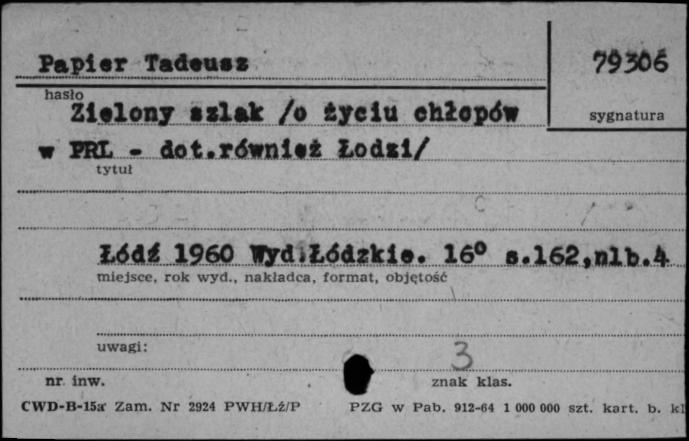 Papier Tadeusz
79306
hasło
sygnatura
Zielony szlak /o życiu chłopów
w PRL - dot.również Łodzi/
tytuł
Łódź 1960 Wyd.Łódzkie. 16° s.162,nlb.4
miejsce, rok wyd., nakładca, format, objętość
uwagi:
3
nr. inw.
znak klas.
CWD-B-15a Zam. Nr 2924 PWH/Łź/P PZG w Pab. 912-64 1 000 000 szt. kart. b. kl